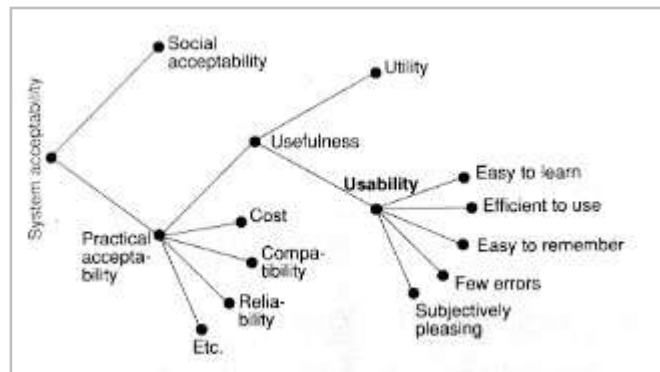 System acceptability
Social
acceptability
Utility
Usefulness
Usability
Easy to learn
Efficient to use
Easy to remember
Few errors
Subjectively
pleasing
Practical
accepta-
bility
Cost
Compa-
tibility
Relia-
bility
Etc.